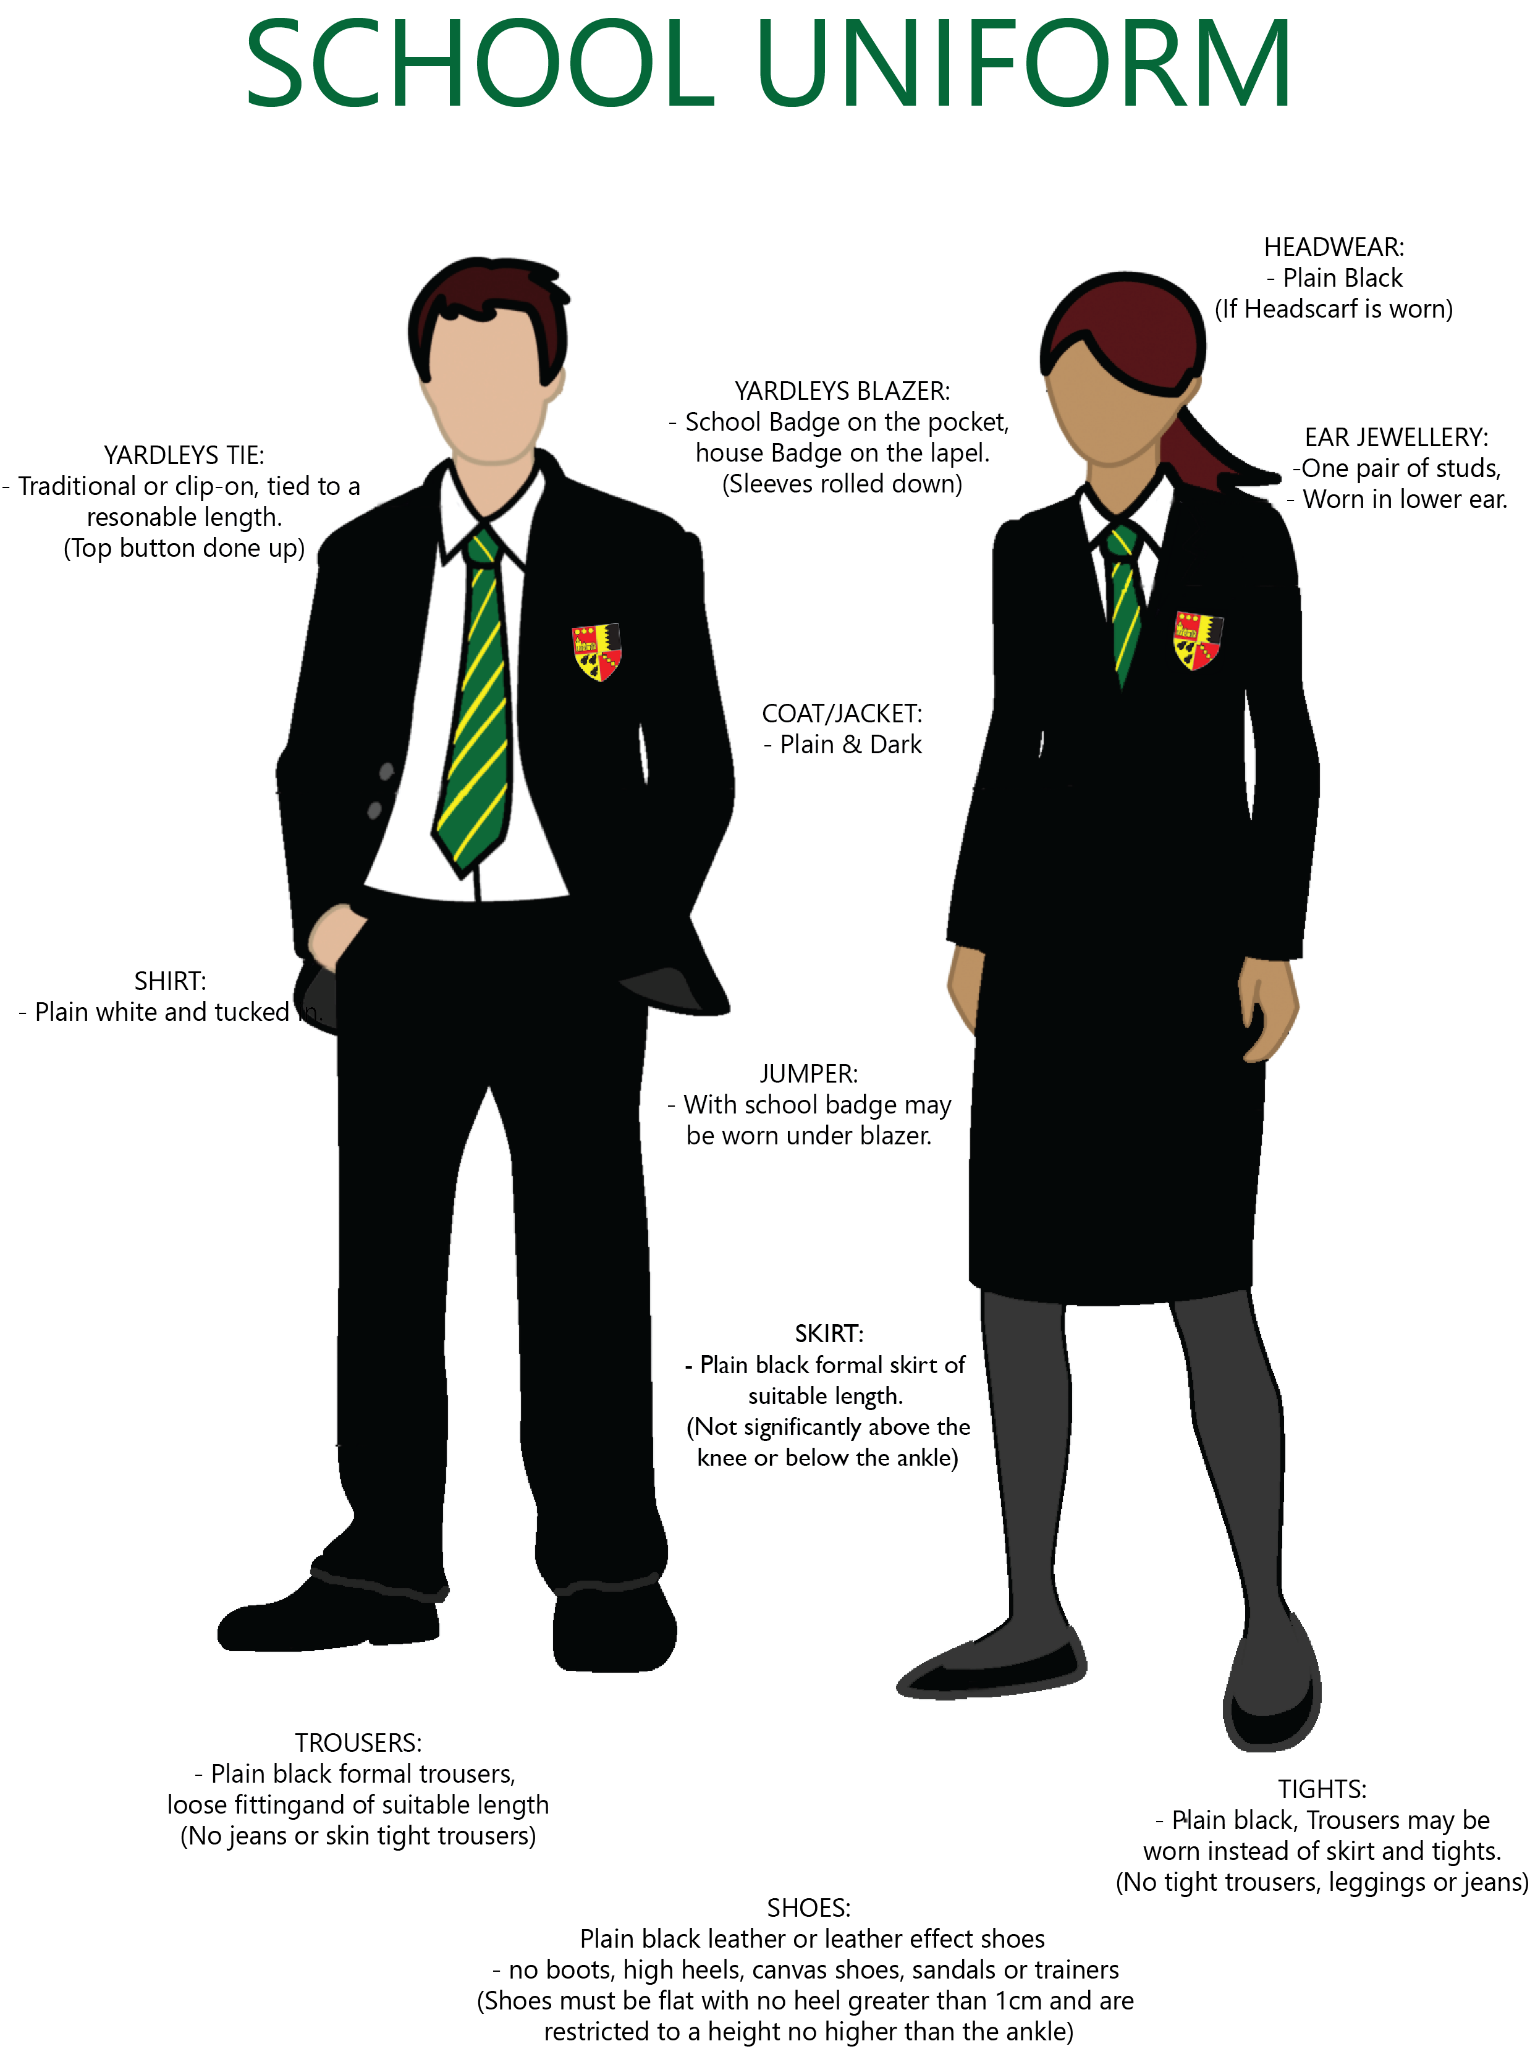 SCHOOL UNIFORM
HEADWEAR:
- Plain Black
(If Headscarf is worn)
YARDLEYS BLAZER:
- School Badge on the pocket,
house Badge on the lapel.
(Sleeves rolled down)
EAR JEWELLERY:
-One pair of studs,
- Worn in lower ear.
YARDLEYS TIE:
- Traditional or clip-on, tied to a
resonable length.
(Top button done up)
COAT/JACKET:
- Plain & Dark
SHIRT:
- Plain white and tucked in.
JUMPER:
- With school badge may
be worn under blazer.
SKIRT:
- Plain black formal skirt of
suitable length.
(Not significantly above the
knee or below the ankle)
TROUSERS:
- Plain black formal trousers,
loose fittingand of suitable length
(No jeans or skin tight trousers)
TIGHTS:
- Plain black, Trousers may be
worn instead of skirt and tights.
(No tight trousers, leggings or jeans)
SHOES:
Plain black leather or leather effect shoes
- no boots, high heels, canvas shoes, sandals or trainers
(Shoes must be flat with no heel greater than 1cm and are
restricted to a height no higher than the ankle)